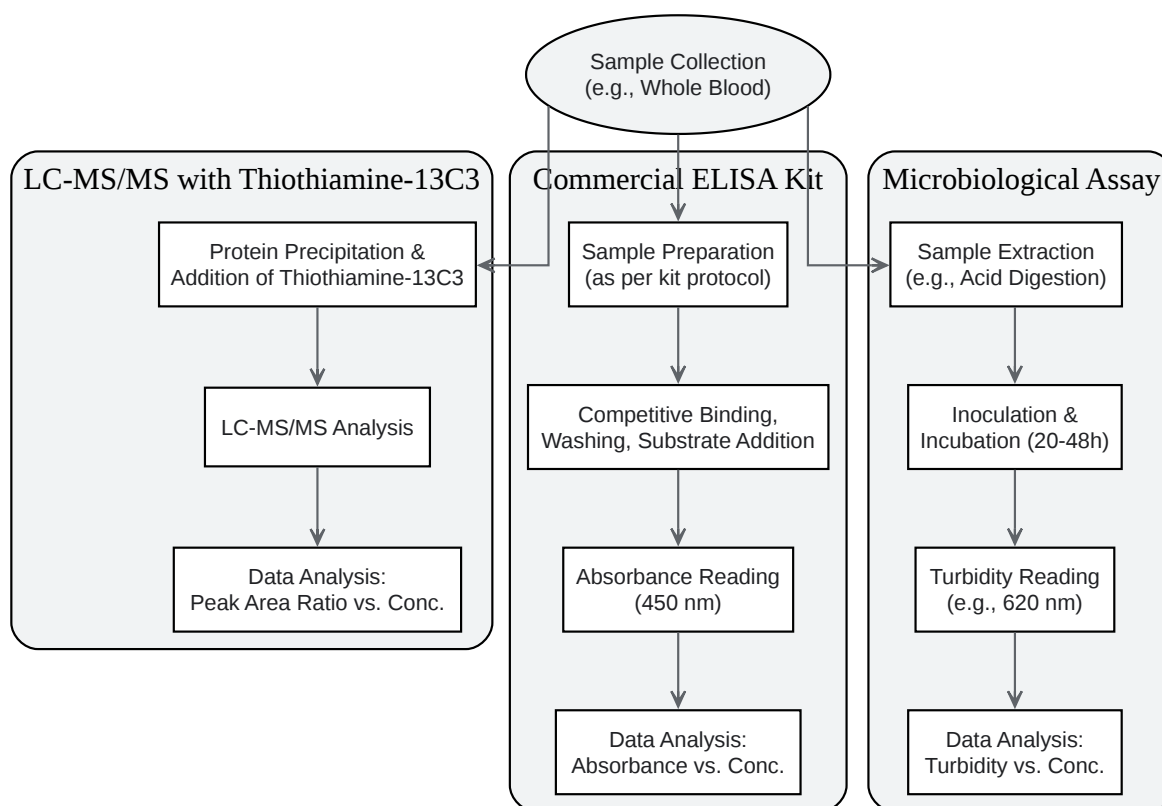 Sample Collection
(e.g., Whole Blood)
LC-MS/MS with Thiothiamine-13C3
Protein Precipitation &
Addition of Thiothiamine-13C3
LC-MS/MS Analysis
Data Analysis:
Peak Area Ratio vs. Conc.
Commercial ELISA Kit
Sample Preparation
(as per kit protocol)
Competitive Binding,
Washing, Substrate Addition
Absorbance Reading
(450 nm)
Data Analysis:
Absorbance vs. Conc.
Microbiological Assay
Sample Extraction
(e.g., Acid Digestion)
Inoculation &
Incubation (20-48h)
Turbidity Reading
(e.g., 620 nm)
Data Analysis:
Turbidity vs. Conc.